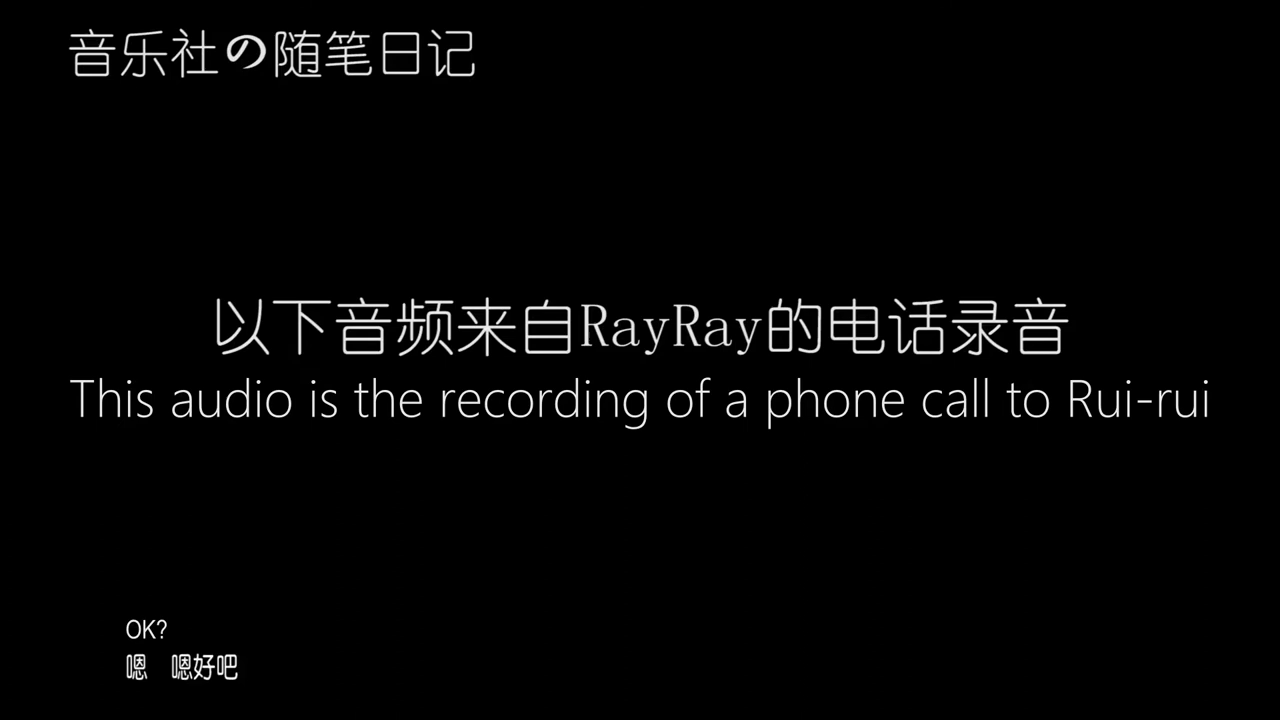 音乐社の随笔日记
以下音频来自RayRay的电话录音
This audio is the recording of a phone call to Rui-rui
OK?
嗯　嗯好吧